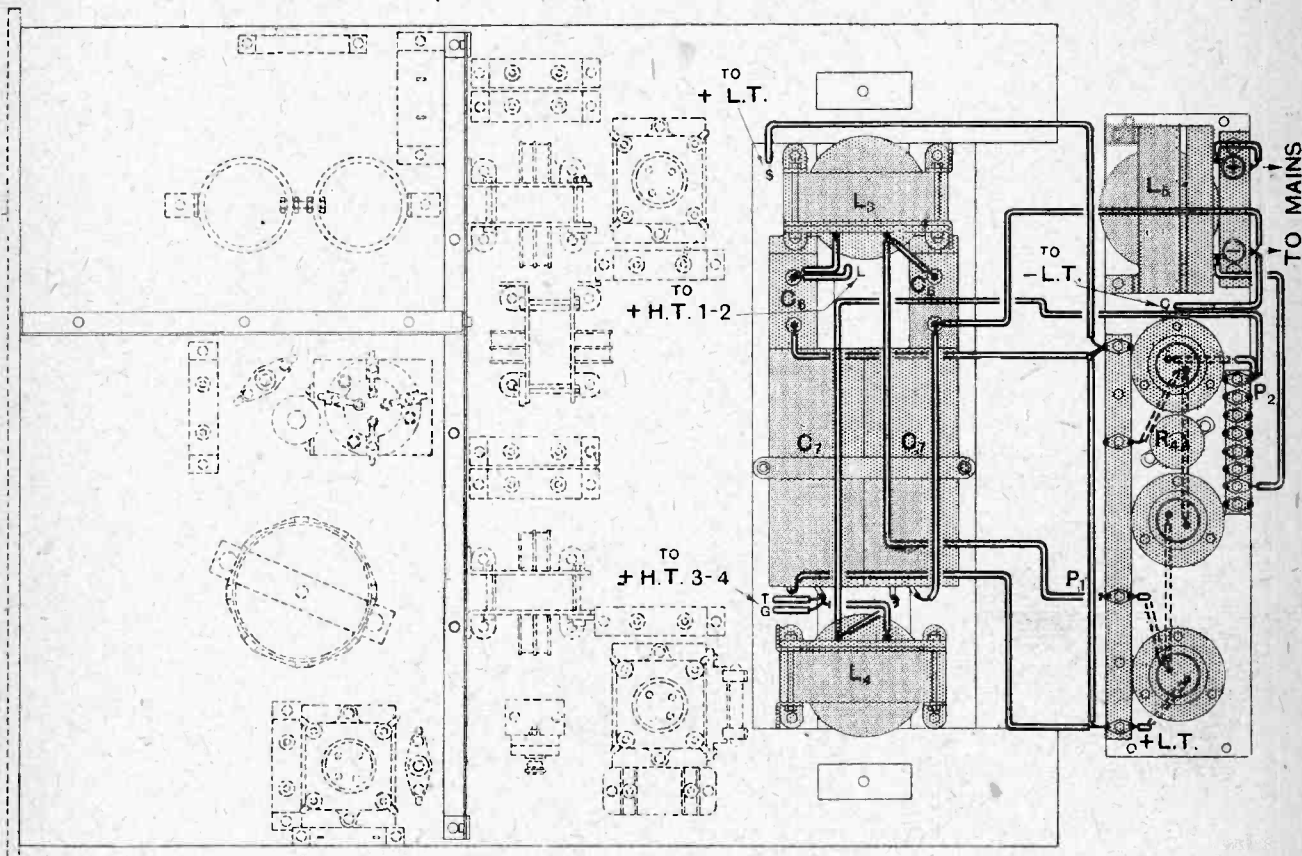 TO
+ L.T.
S
L₃
L₅
+
−
TO MAINS
TO
− L.T.
G
TO
+ H.T. 1-2
L
C₆
C₆
P₂
R₄
C₇
C₇
TO
+ H.T. 3-4
T
G
P₁
L₄
+ L.T.